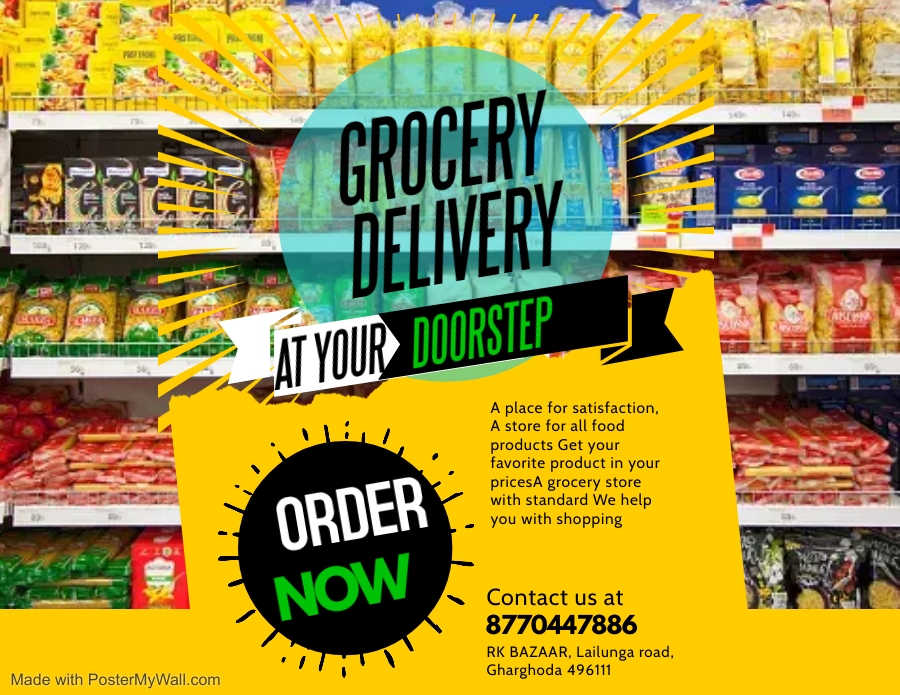 GROCERY
DELIVERY
AT YOUR DOORSTEP
A place for satisfaction,
A store for all food
products Get your
favorite product in your
pricesA grocery store
with standard We help
you with shopping
ORDER
NOW
Contact us at
8770447886
RK BAZAAR, Lailunga road,
Gharghoda 496111
Made with PosterMyWall.com